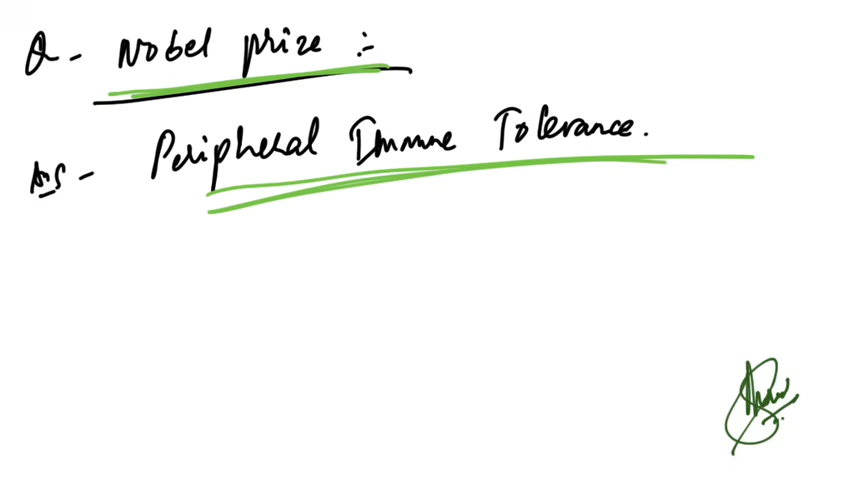 Q - Nobel prize :-
Ans - Peripheral Immune Tolerance.